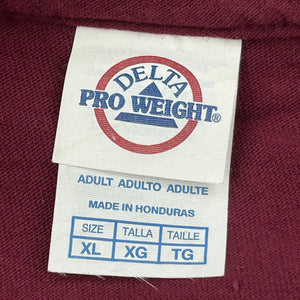 DELTA
PRO WEIGHT®
ADULT ADULTO ADULTE
MADE IN HONDURAS
SIZE TALLA TAILLE
XL XG TG